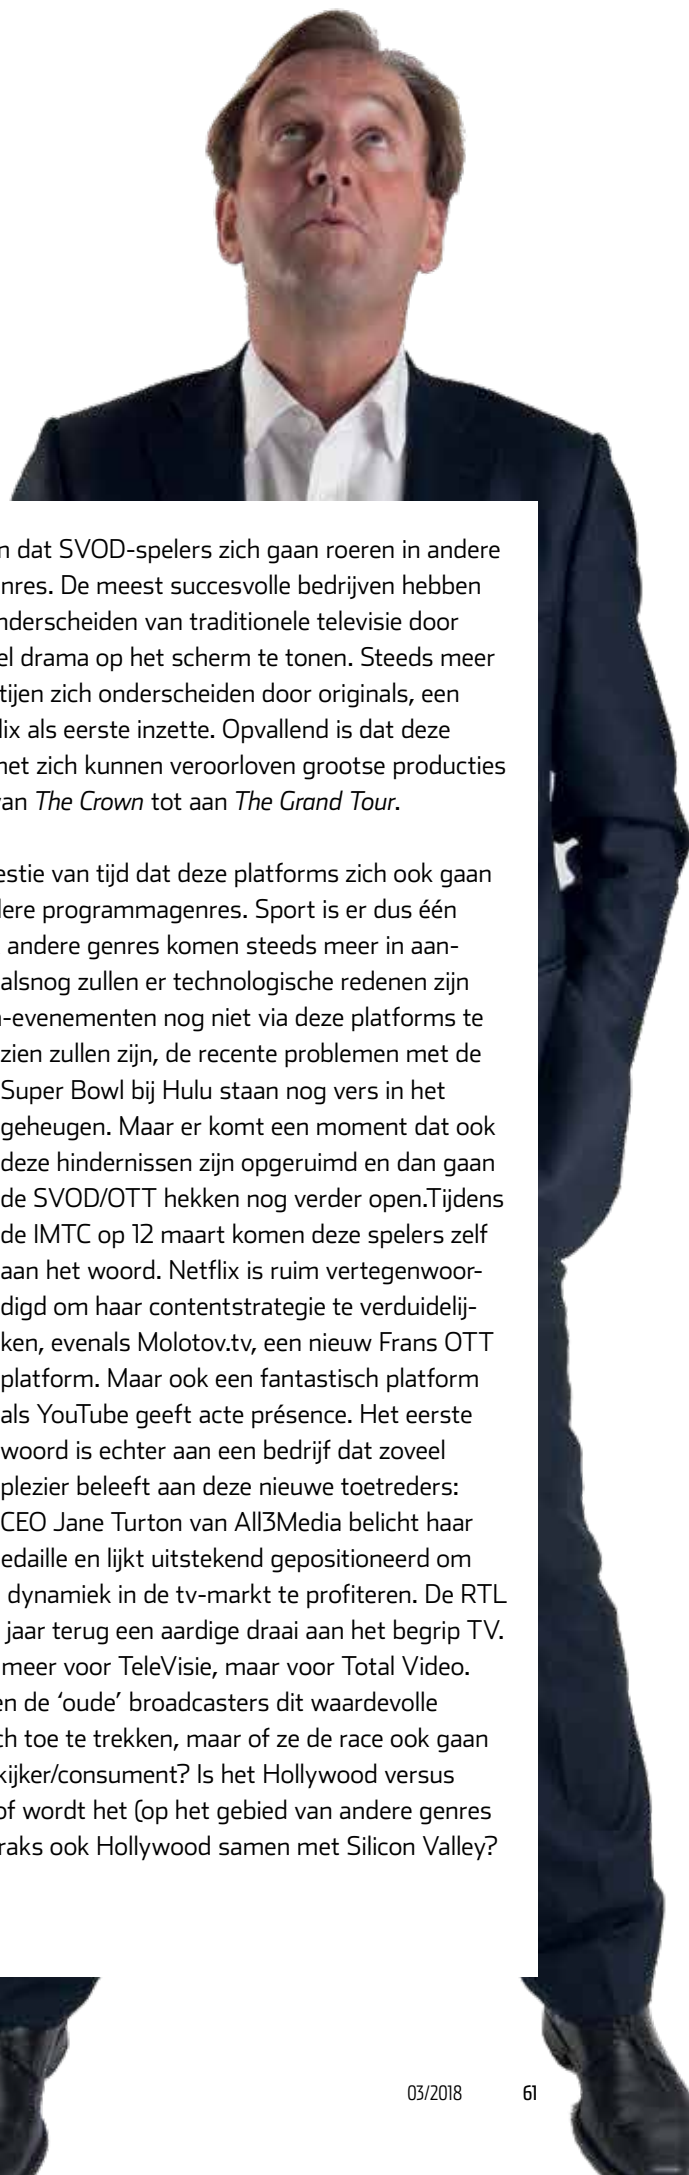 n dat SVOD-spelers zich gaan roeren in andere
nres. De meest succesvolle bedrijven hebben
nderscheiden van traditionele televisie door
el drama op het scherm te tonen. Steeds meer
tijen zich onderscheiden door originals, een
lix als eerste inzette. Opvallend is dat deze
het zich kunnen veroorloven grootse producties
van The Crown tot aan The Grand Tour.
estie van tijd dat deze platforms zich ook gaan
lere programmagenres. Sport is er dus één
andere genres komen steeds meer in aan-
alsnog zullen er technologische redenen zijn
-evenementen nog niet via deze platforms te
zien zullen zijn, de recente problemen met de
Super Bowl bij Hulu staan nog vers in het
geheugen. Maar er komt een moment dat ook
deze hindernissen zijn opgeruimd en dan gaan
de SVOD/OTT hekken nog verder open.Tijdens
de IMTC op 12 maart komen deze spelers zelf
aan het woord. Netflix is ruim vertegenwoor-
digd om haar contentstrategie te verduidelij-
ken, evenals Molotov.tv, een nieuw Frans OTT
platform. Maar ook een fantastisch platform
als YouTube geeft acte présence. Het eerste
woord is echter aan een bedrijf dat zoveel
plezier beleeft aan deze nieuwe toetreders:
CEO Jane Turton van All3Media belicht haar
edaille en lijkt uitstekend gepositioneerd om
dynamiek in de tv-markt te profiteren. De RTL
jaar terug een aardige draai aan het begrip TV.
meer voor TeleVisie, maar voor Total Video.
en de ‘oude’ broadcasters dit waardevolle
ch toe te trekken, maar of ze de race ook gaan
kijker/consument? Is het Hollywood versus
of wordt het (op het gebied van andere genres
raks ook Hollywood samen met Silicon Valley?
03/2018 61